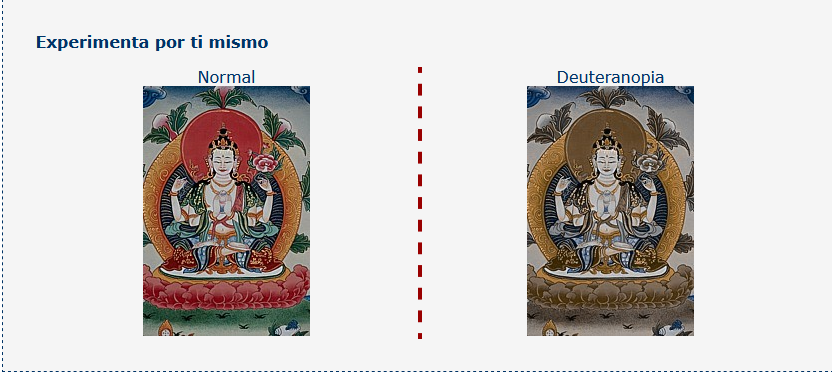 Experimenta por ti mismo
Normal
Deuteranopia